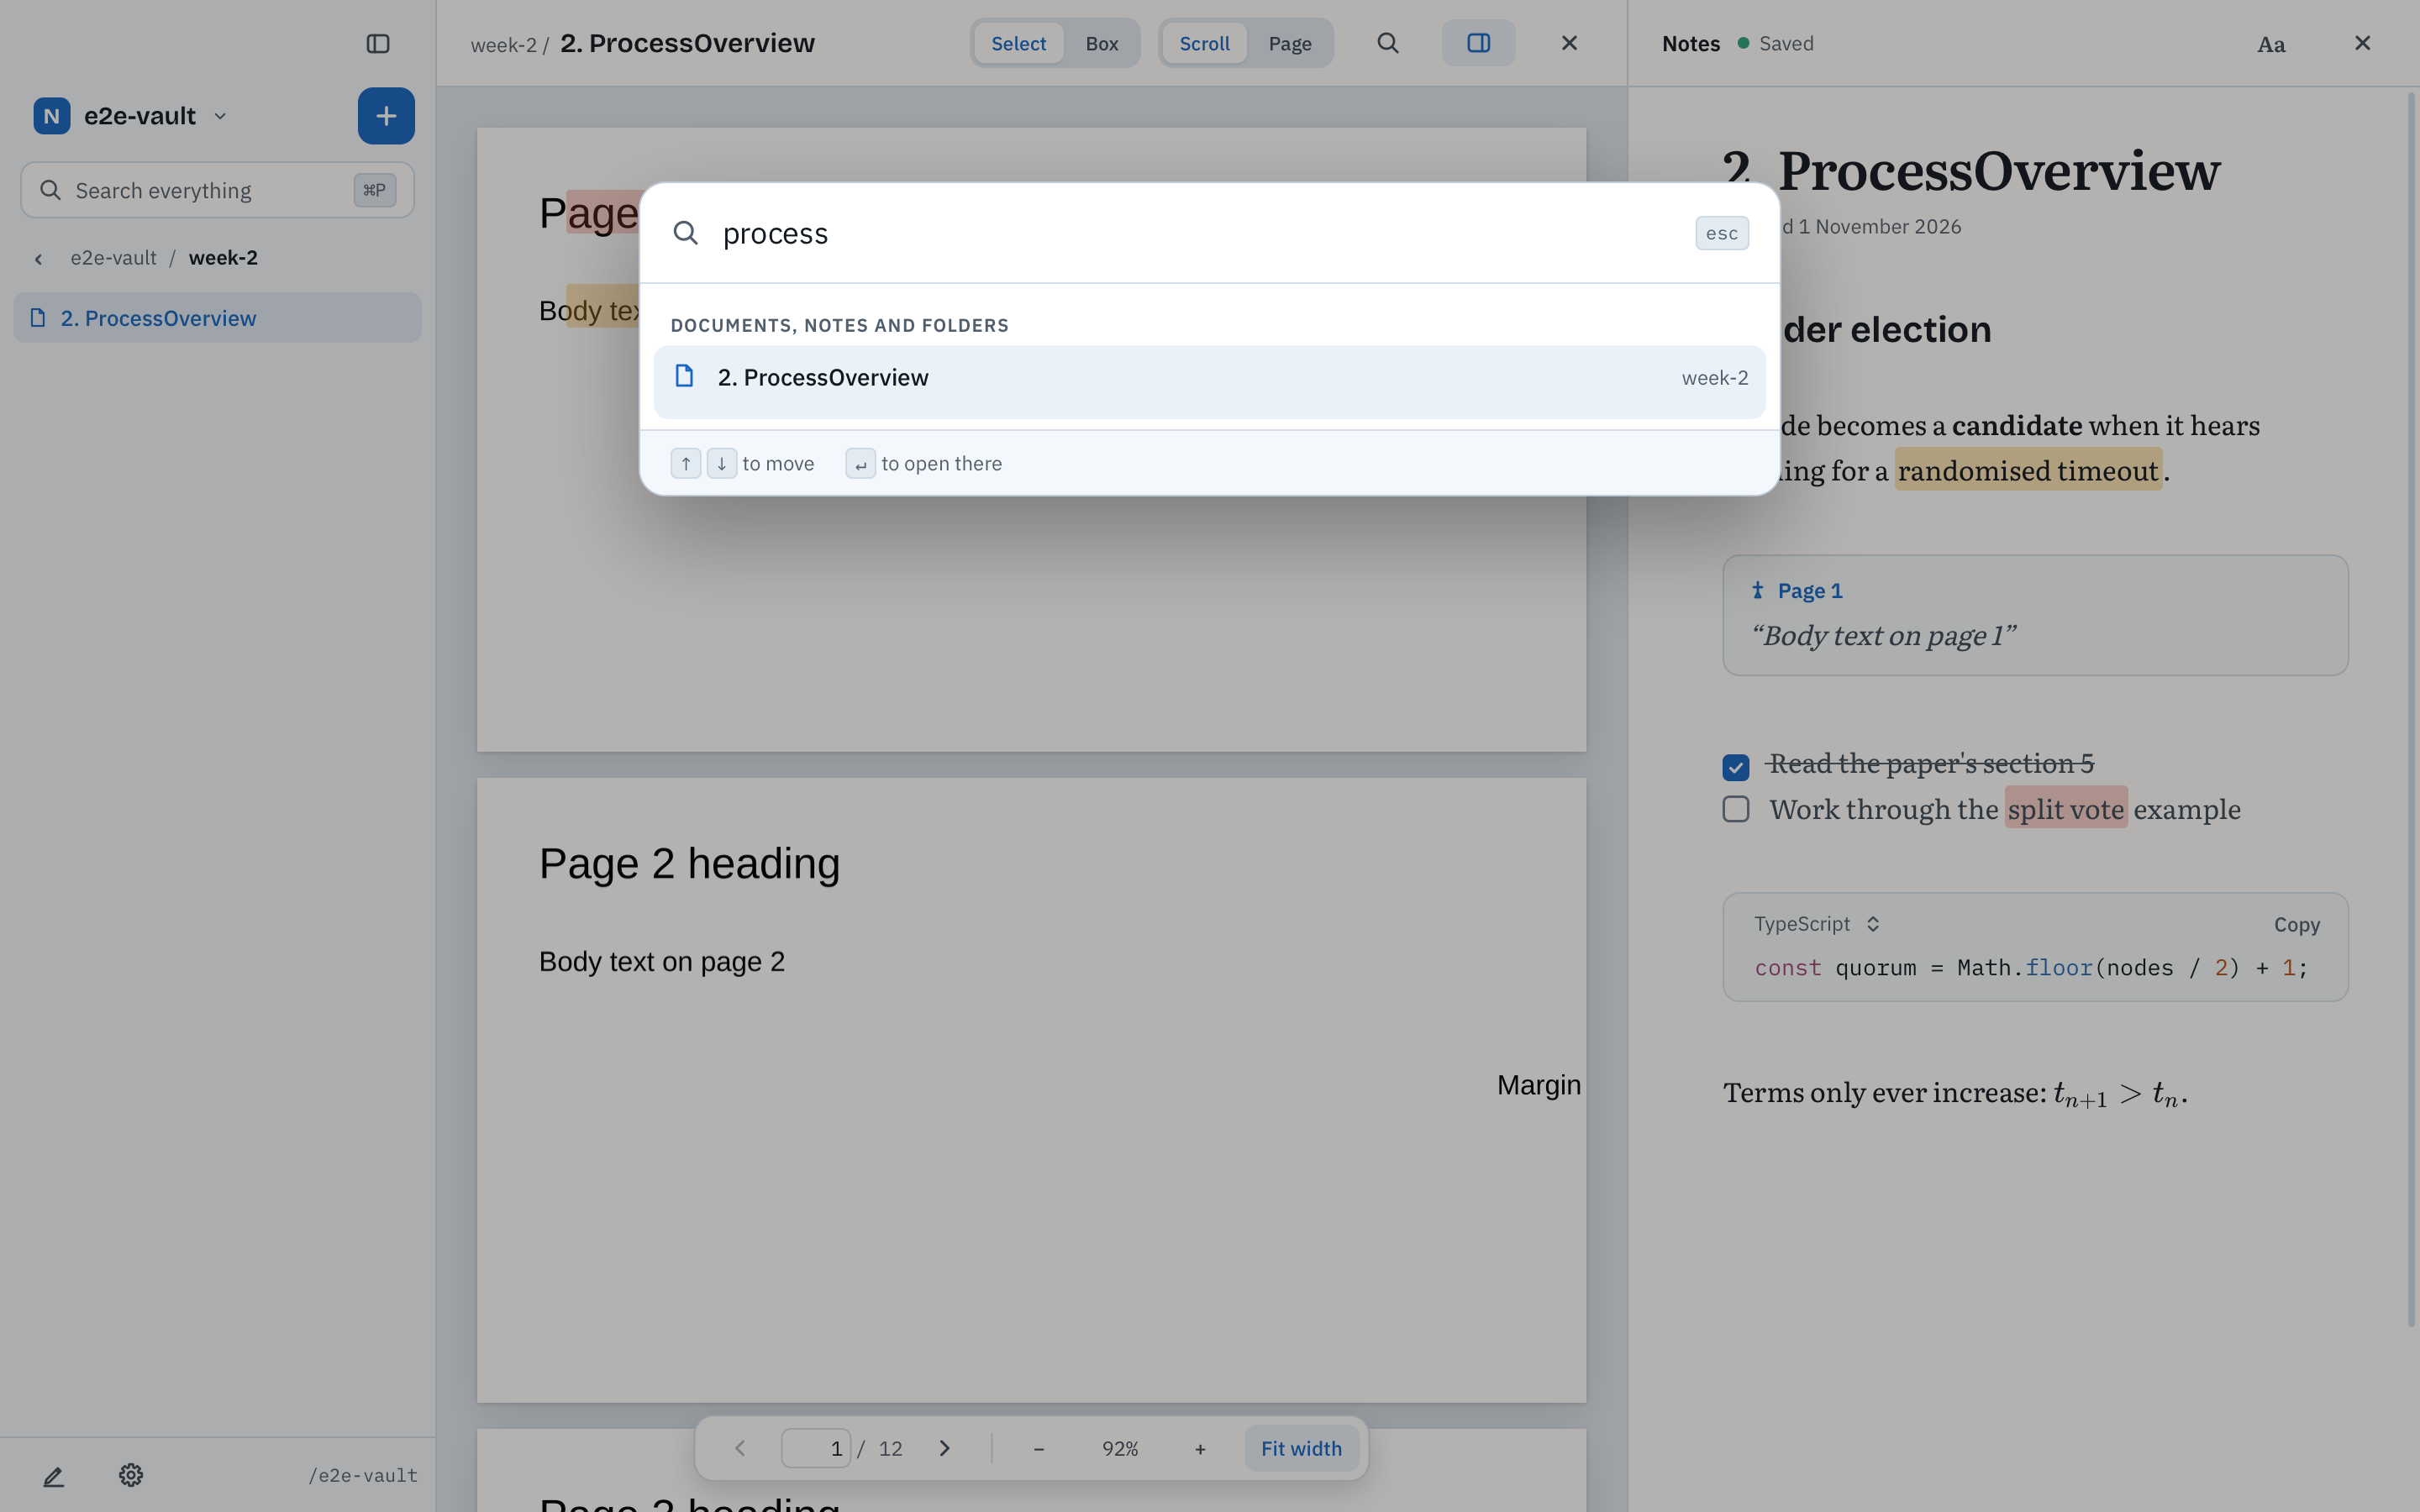 N e2e-vault
Search everything ⌘P
e2e-vault / week-2
2. ProcessOverview
/e2e-vault
week-2 / 2. ProcessOverview
Select Box Scroll Page
Page
Body tex
Page 2 heading
Body text on page 2
Margin
1 / 12 − 92% + Fit width
process esc
DOCUMENTS, NOTES AND FOLDERS
2. ProcessOverview week-2
↑ ↓ to move ↵ to open there
Notes Saved Aa
2. ProcessOverview
d 1 November 2026
der election
de becomes a candidate when it hears
ing for a randomised timeout.
Page 1
“Body text on page 1”
Read the paper's section 5
Work through the split vote example
TypeScript Copy
const quorum = Math.floor(nodes / 2) + 1;
Terms only ever increase: tₙ₊₁ > tₙ.